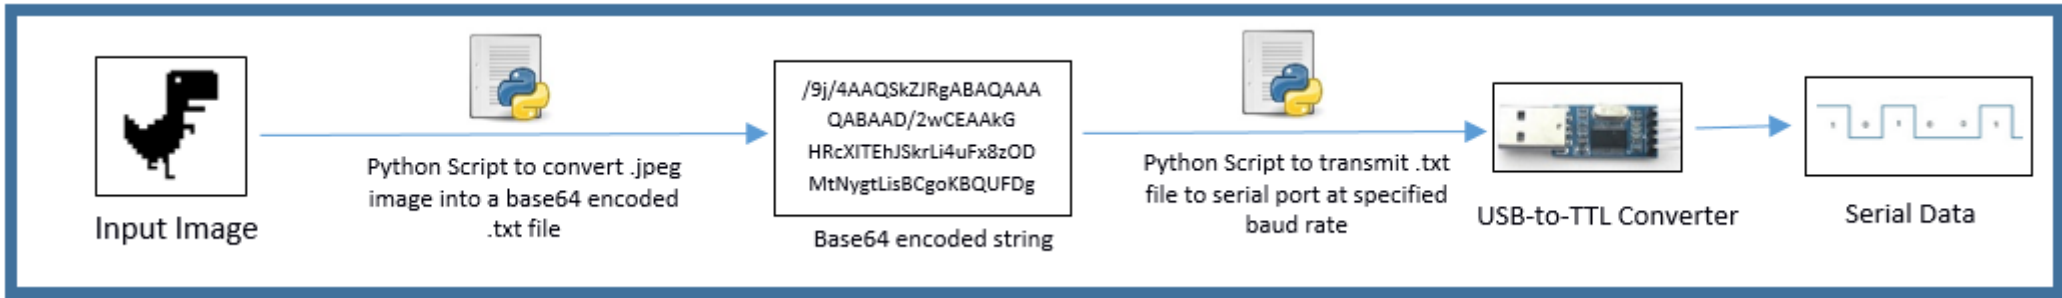 Input Image
Python Script to convert .jpeg
image into a base64 encoded
.txt file
/9j/4AAQSkZJRgABAQAAA
QABAAD/2wCEAAkG
HRcXITEhJSkrLi4uFx8zOD
MtNygtLisBCgoKBQUFDg
Base64 encoded string
Python Script to transmit .txt
file to serial port at specified
baud rate
USB-to-TTL Converter
Serial Data